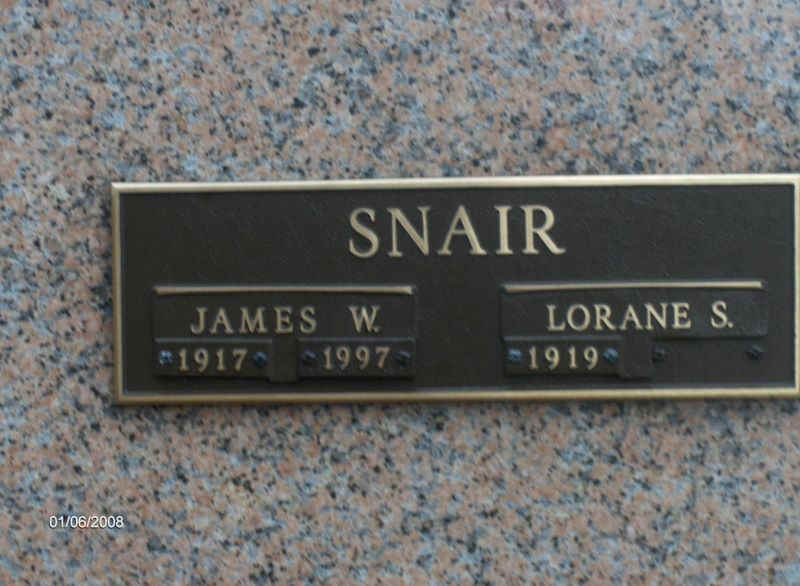 SNAIR
JAMES W. LORANE S.
1917 1997 1919
01/06/2008